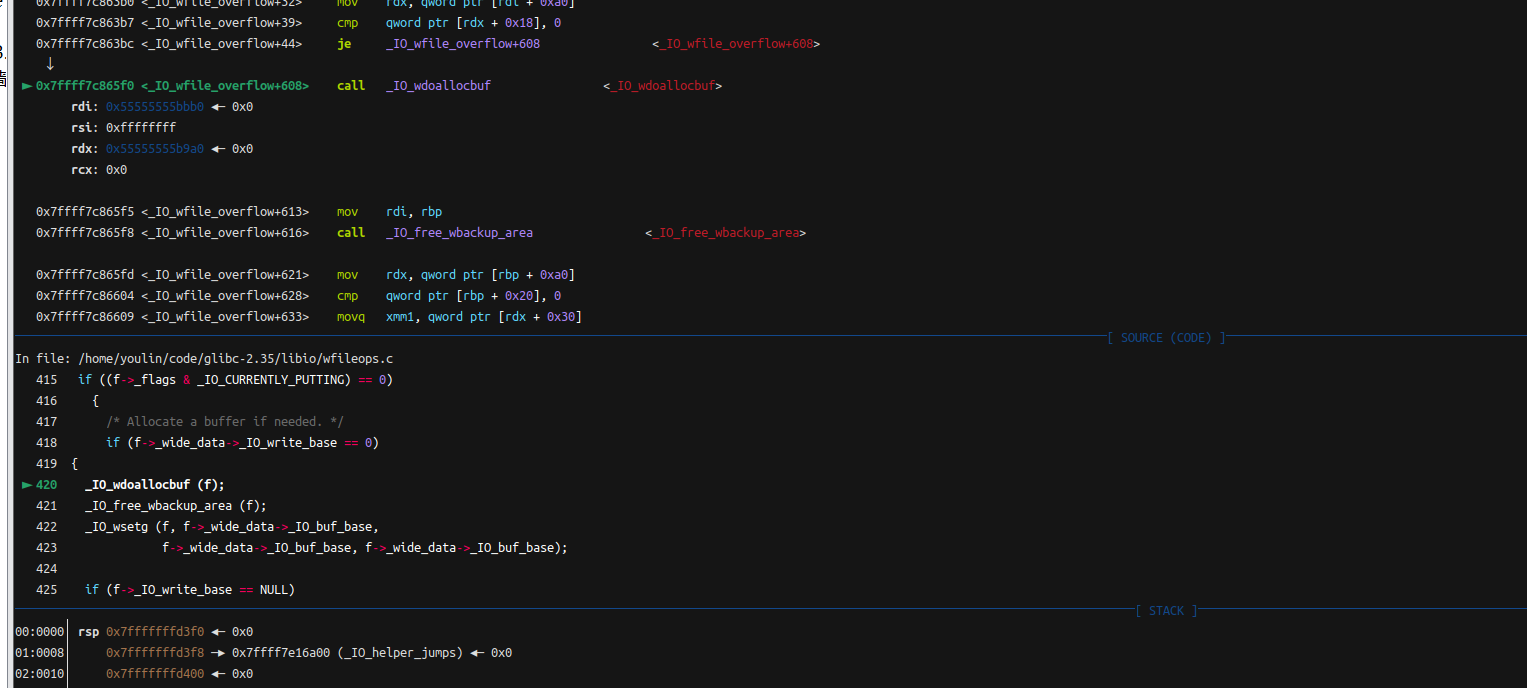 0x7ffff7c863b0 <_IO_wfile_overflow+32> mov rdx, qword ptr [rdi + 0xa0]
0x7ffff7c863b7 <_IO_wfile_overflow+39> cmp qword ptr [rdx + 0x18], 0
0x7ffff7c863bc <_IO_wfile_overflow+44> je _IO_wfile_overflow+608 <_IO_wfile_overflow+608>
↓
► 0x7ffff7c865f0 <_IO_wfile_overflow+608> call _IO_wdoallocbuf <_IO_wdoallocbuf>
rdi: 0x55555555bbb0 ◄— 0x0
rsi: 0xffffffff
rdx: 0x55555555b9a0 ◄— 0x0
rcx: 0x0
0x7ffff7c865f5 <_IO_wfile_overflow+613> mov rdi, rbp
0x7ffff7c865f8 <_IO_wfile_overflow+616> call _IO_free_wbackup_area <_IO_free_wbackup_area>
0x7ffff7c865fd <_IO_wfile_overflow+621> mov rdx, qword ptr [rbp + 0xa0]
0x7ffff7c86604 <_IO_wfile_overflow+628> cmp qword ptr [rbp + 0x20], 0
0x7ffff7c86609 <_IO_wfile_overflow+633> movq xmm1, qword ptr [rdx + 0x30]
[ SOURCE (CODE) ]
In file: /home/youlin/code/glibc-2.35/libio/wfileops.c
415 if ((f->_flags & _IO_CURRENTLY_PUTTING) == 0)
416 {
417 /* Allocate a buffer if needed. */
418 if (f->_wide_data->_IO_write_base == 0)
419 {
► 420 _IO_wdoallocbuf (f);
421 _IO_free_wbackup_area (f);
422 _IO_wsetg (f, f->_wide_data->_IO_buf_base,
423 f->_wide_data->_IO_buf_base, f->_wide_data->_IO_buf_base);
424
425 if (f->_IO_write_base == NULL)
[ STACK ]
00:0000│ rsp 0x7fffffffd3f0 ◄— 0x0
01:0008│ 0x7fffffffd3f8 —► 0x7ffff7e16a00 (_IO_helper_jumps) ◄— 0x0
02:0010│ 0x7fffffffd400 ◄— 0x0